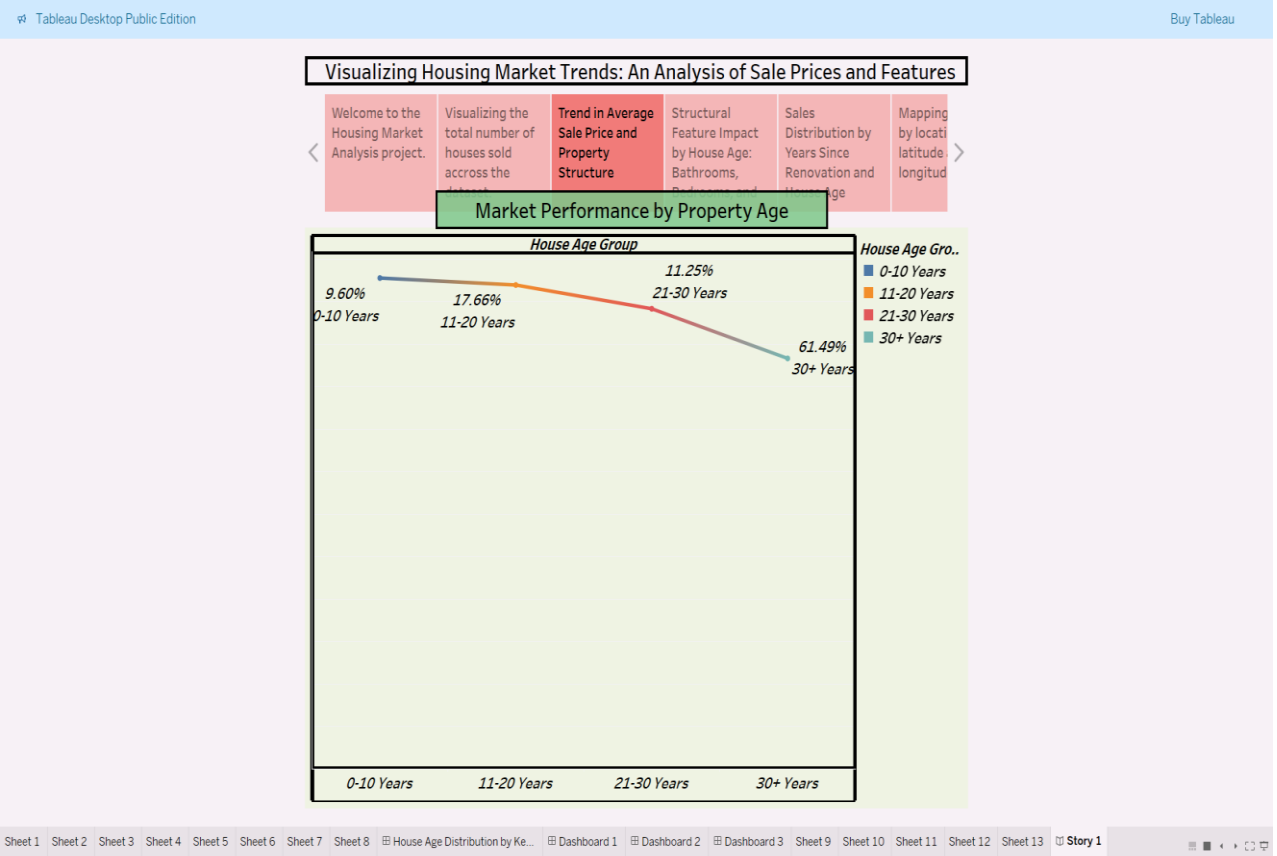 Tableau Desktop Public Edition
Buy Tableau
Visualizing Housing Market Trends: An Analysis of Sale Prices and Features
Welcome to the
Housing Market
Analysis project.
Visualizing the
total number of
houses sold
accross the
dataset
Trend in Average
Sale Price and
Property
Structure
Structural
Feature Impact
by House Age:
Bathrooms,
Bedrooms, and
Sales
Distribution by
Years Since
Renovation and
House Age
Mapping
by locati
latitude
longitud
Market Performance by Property Age
House Age Group
9.60%
0-10 Years
17.66%
11-20 Years
11.25%
21-30 Years
61.49%
30+ Years
0-10 Years
11-20 Years
21-30 Years
30+ Years
House Age Gro..
0-10 Years
11-20 Years
21-30 Years
30+ Years
Sheet 1
Sheet 2
Sheet 3
Sheet 4
Sheet 5
Sheet 6
Sheet 7
Sheet 8
House Age Distribution by Ke...
Dashboard 1
Dashboard 2
Dashboard 3
Sheet 9
Sheet 10
Sheet 11
Sheet 12
Sheet 13
Story 1